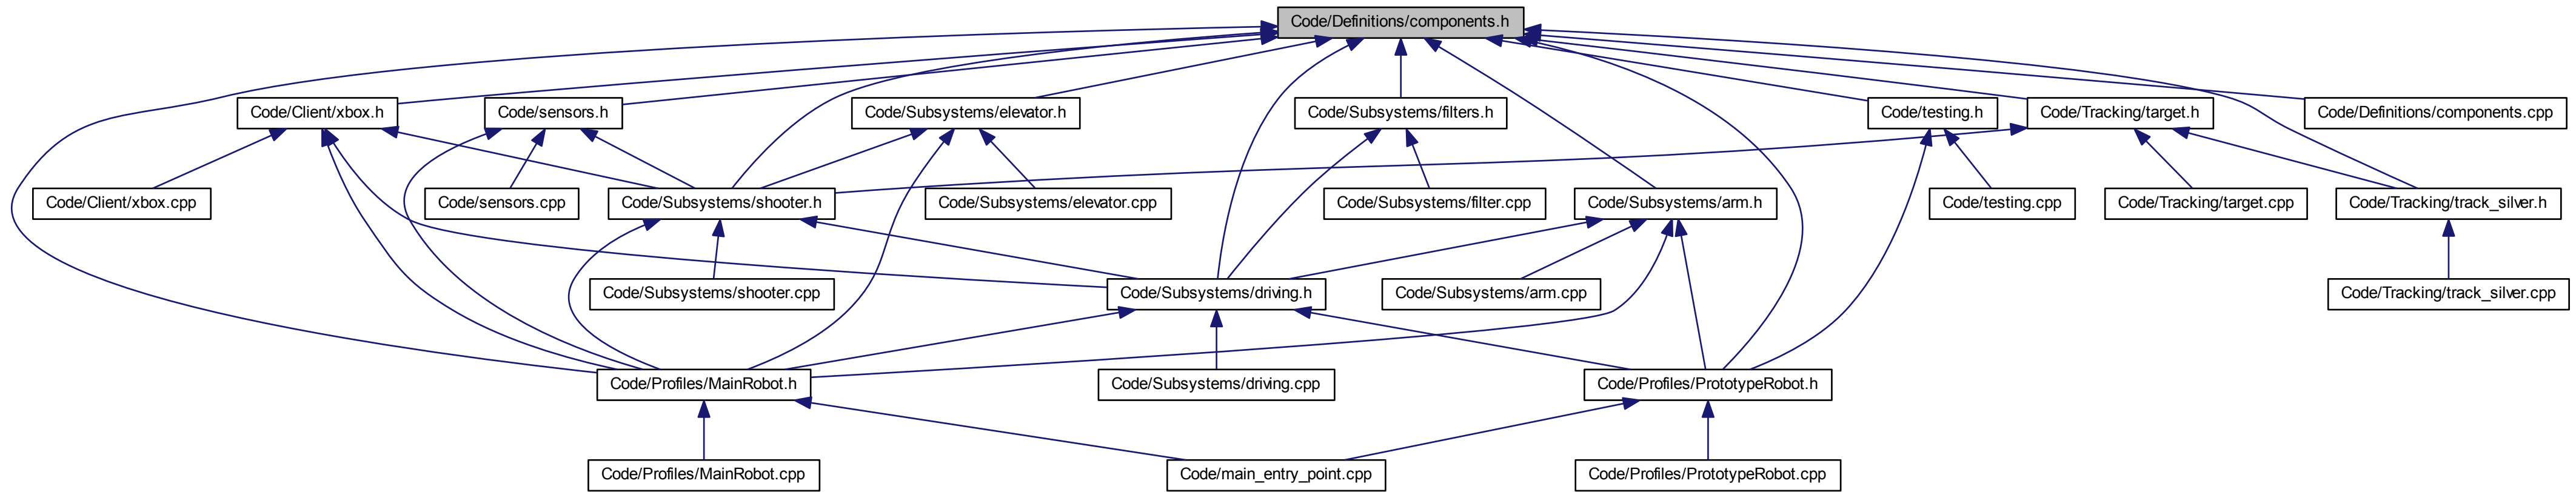 Code/Definitions/components.h
Code/Client/xbox.h
Code/sensors.h
Code/Subsystems/elevator.h
Code/Subsystems/filters.h
Code/testing.h
Code/Tracking/target.h
Code/Definitions/components.cpp
Code/Client/xbox.cpp
Code/sensors.cpp
Code/Subsystems/shooter.h
Code/Subsystems/elevator.cpp
Code/Subsystems/filter.cpp
Code/Subsystems/arm.h
Code/testing.cpp
Code/Tracking/target.cpp
Code/Tracking/track_silver.h
Code/Subsystems/shooter.cpp
Code/Subsystems/driving.h
Code/Subsystems/arm.cpp
Code/Tracking/track_silver.cpp
Code/Profiles/MainRobot.h
Code/Subsystems/driving.cpp
Code/Profiles/PrototypeRobot.h
Code/Profiles/MainRobot.cpp
Code/main_entry_point.cpp
Code/Profiles/PrototypeRobot.cpp